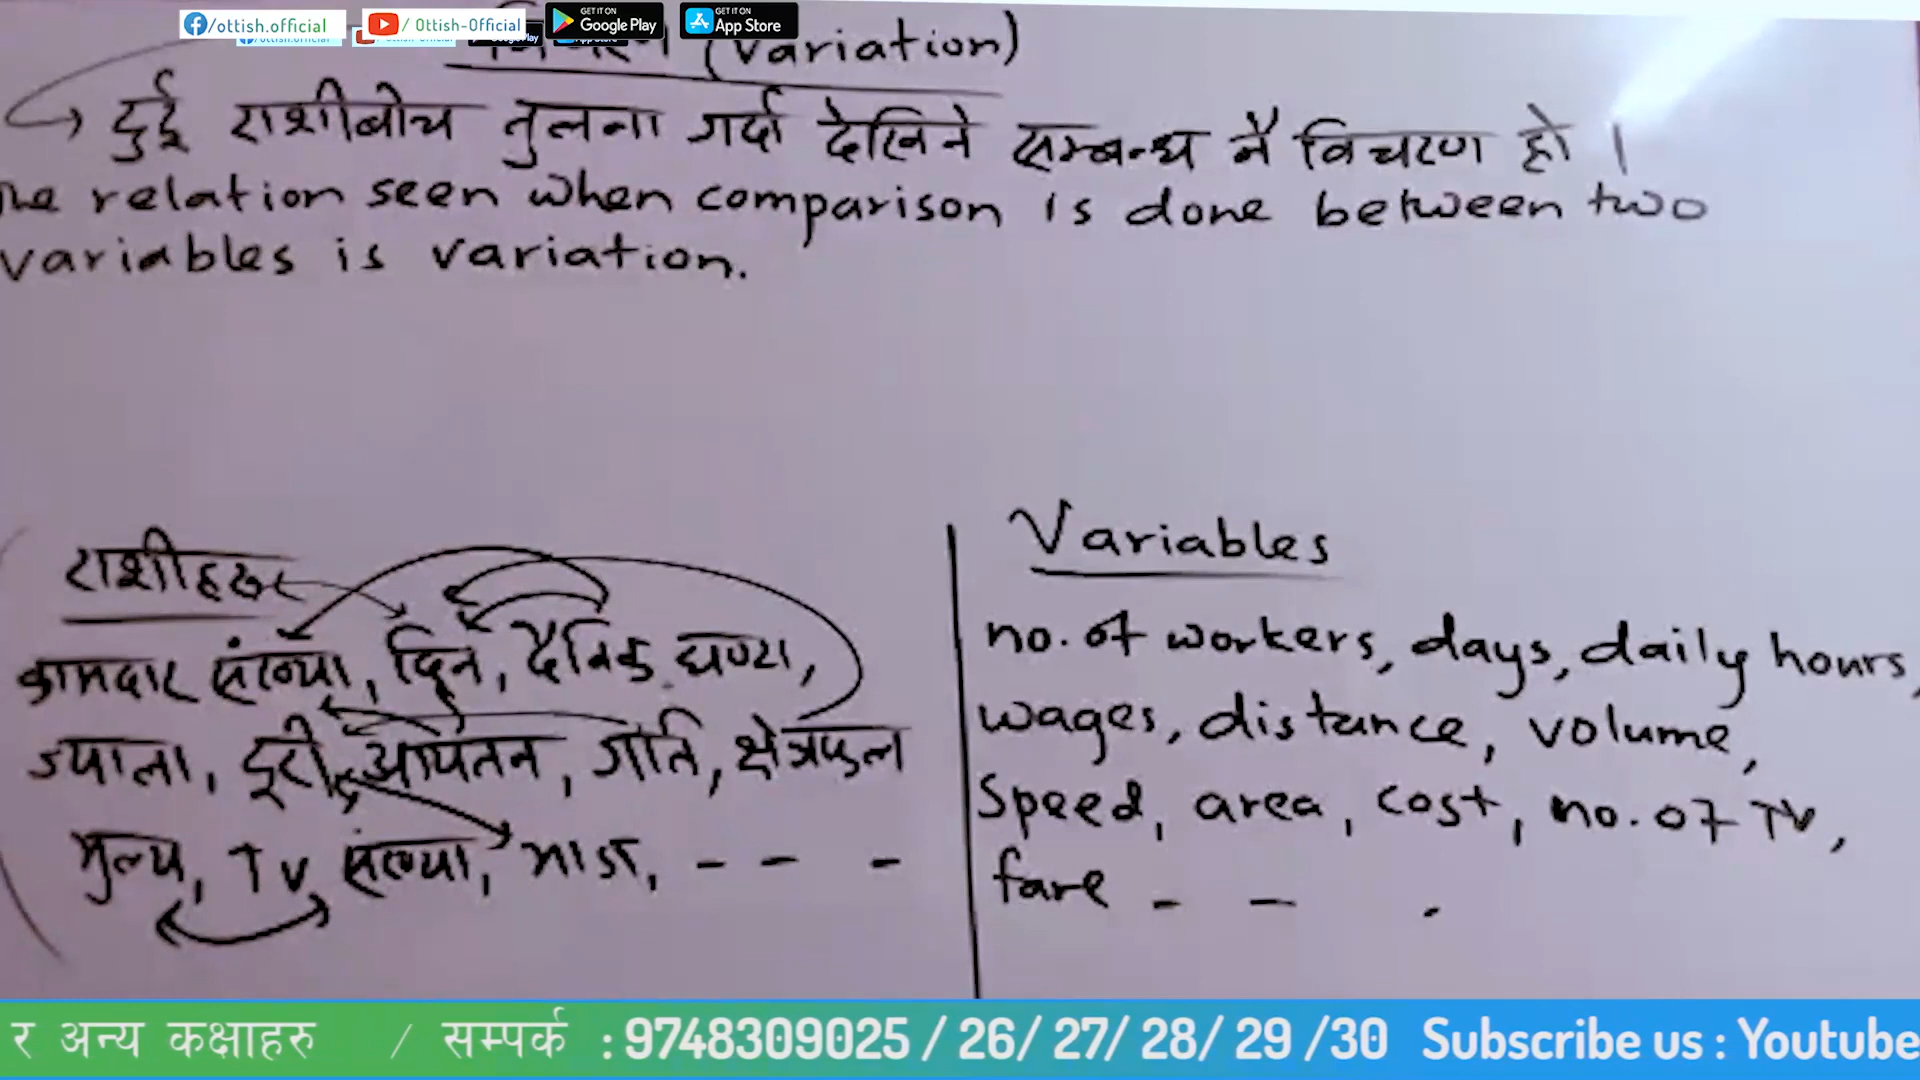 /ottish.official / Ottish-Official GET IT ON Google Play GET IT ON App Store
(Variation)
→ दुई राशीबीच तुलना गर्दा देखिने सम्बन्ध नै विचरण हो ।
The relation seen when comparison is done between two
variables is variation.
राशीहरु
कामदार संख्या, दिन, दैनिक घण्टा,
ज्याला, दूरी, आयतन, गति, क्षेत्रफल
मुल्य, TV संख्या, भाडा, - - -
Variables
no. of workers, days, daily hours,
wages, distance, volume,
Speed, area, cost, no. of TV,
fare - - .
र अन्य कक्षाहरु / सम्पर्क : 9748309025 / 26/ 27/ 28/ 29 /30 Subscribe us : Youtube